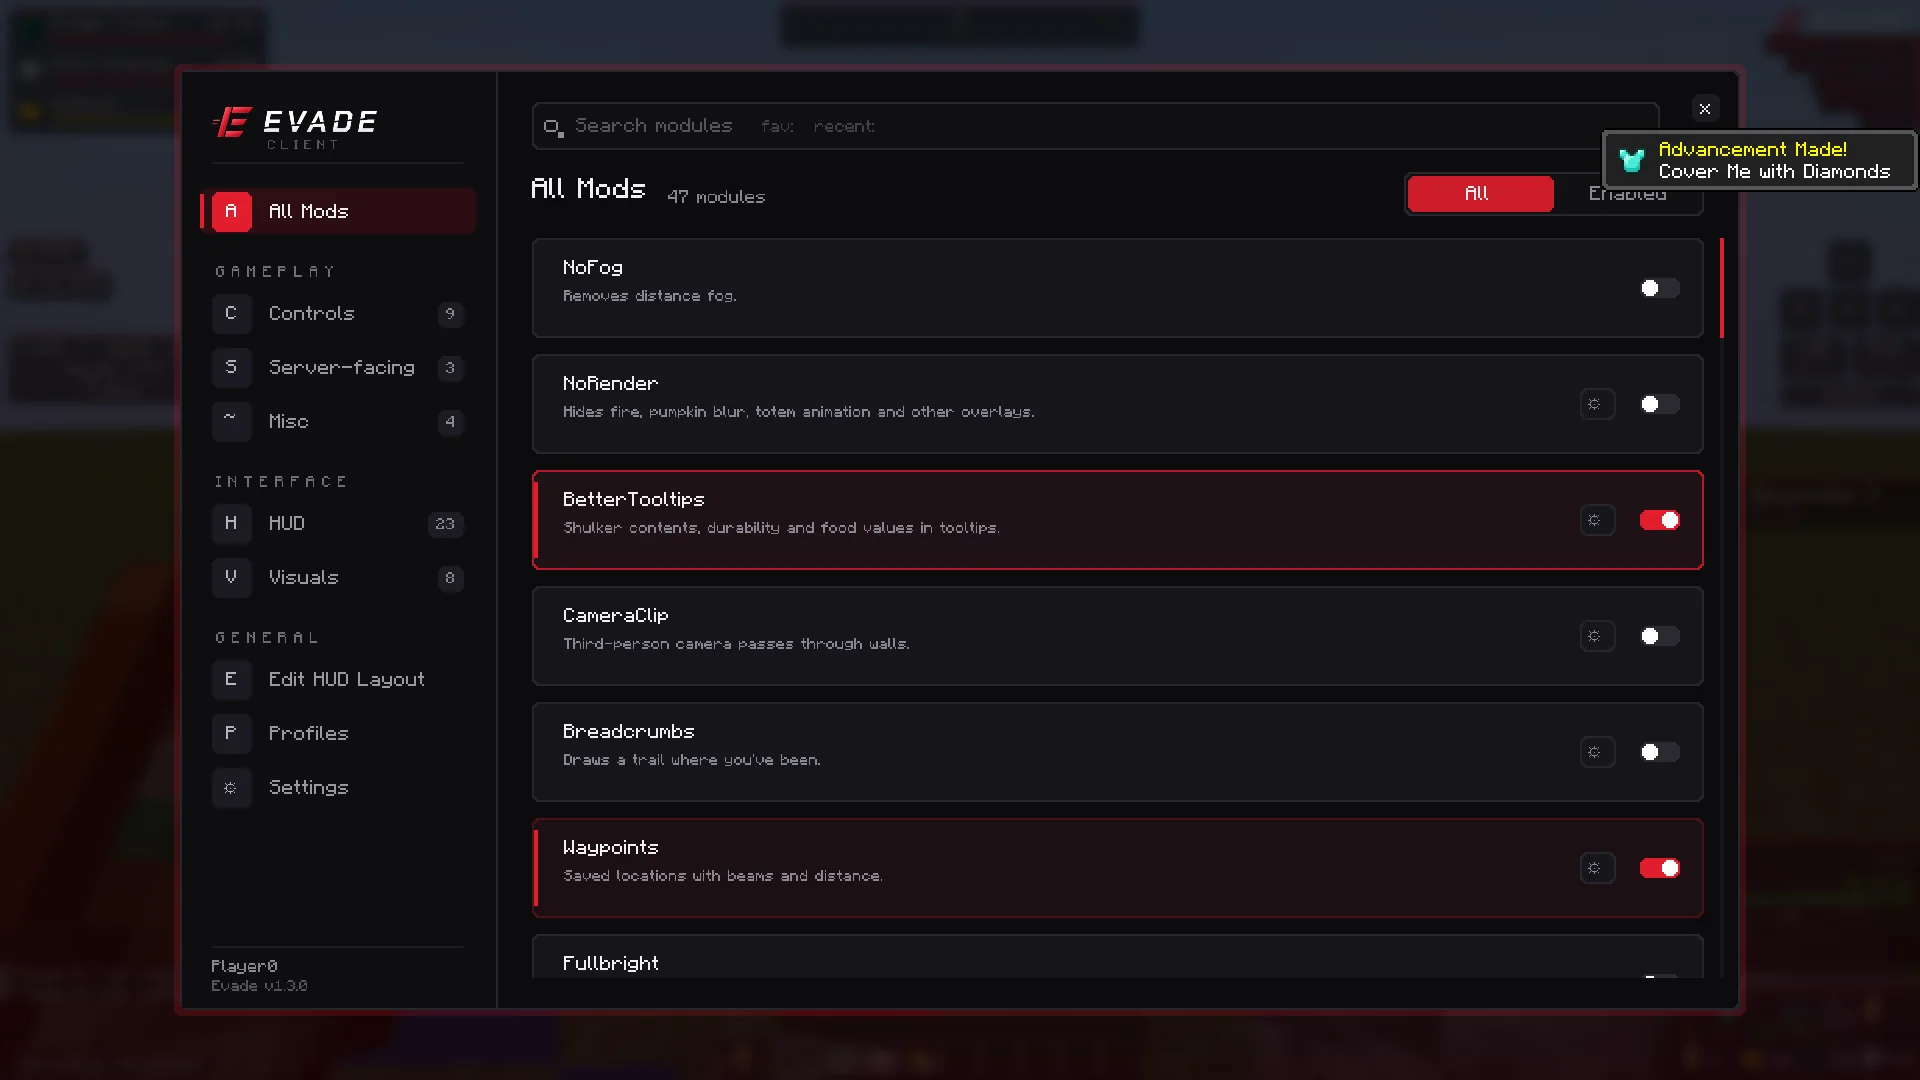 EVADE
CLIENT
A All Mods
GAMEPLAY
C Controls 9
S Server-facing 3
~ Misc 4
INTERFACE
H HUD 23
V Visuals 8
GENERAL
E Edit HUD Layout
P Profiles
Settings
Player0
Evade v1.3.0
Search modules fav: recent:
Advancement Made!
Cover Me with Diamonds
All Mods 47 modules
All Enabled
NoFog
Removes distance fog.
NoRender
Hides fire, pumpkin blur, totem animation and other overlays.
BetterTooltips
Shulker contents, durability and food values in tooltips.
CameraClip
Third-person camera passes through walls.
Breadcrumbs
Draws a trail where you've been.
Waypoints
Saved locations with beams and distance.
Fullbright